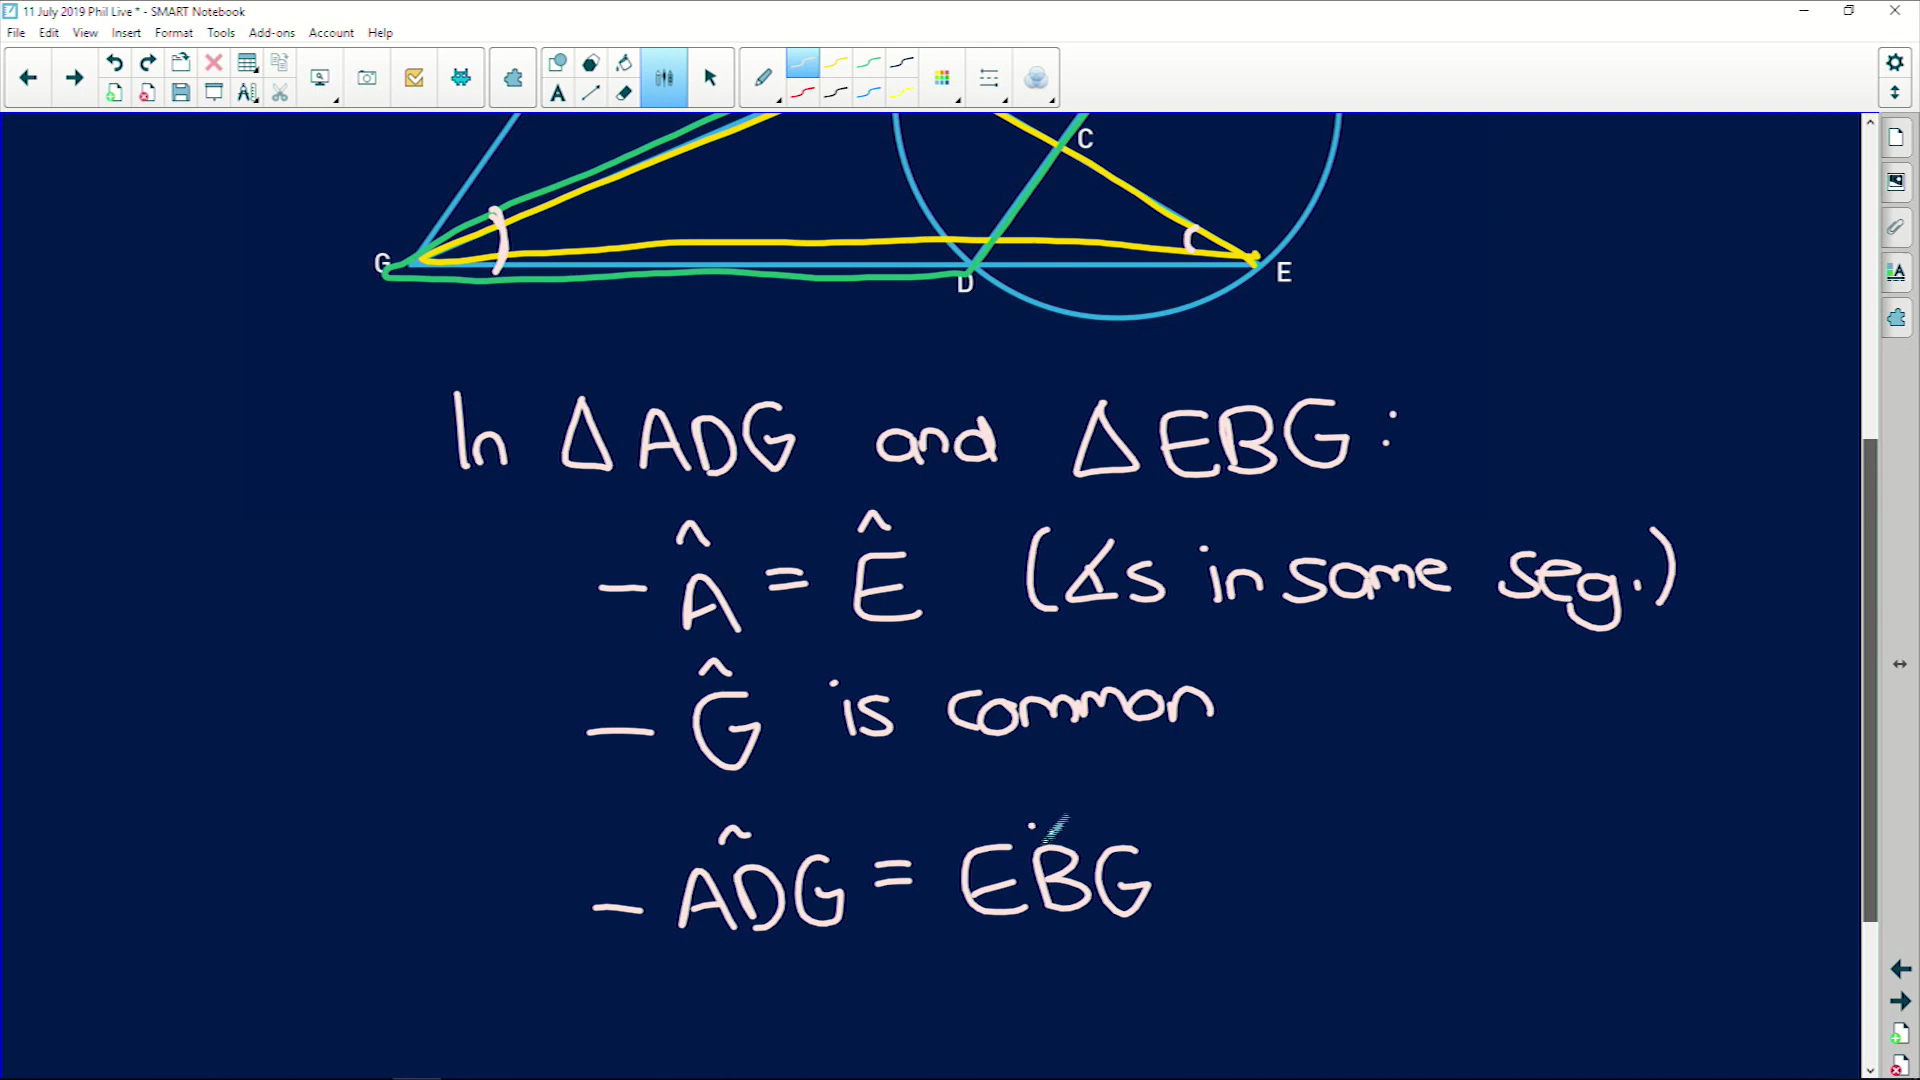 11 July 2019 Phil Live * - SMART Notebook
File Edit View Insert Format Tools Add-ons Account Help
C
G
D
E
In ΔADG and ΔEBG :
- Â = Ê (∡s in same seg.)
- Ĝ is common
- AD̂G = EBG